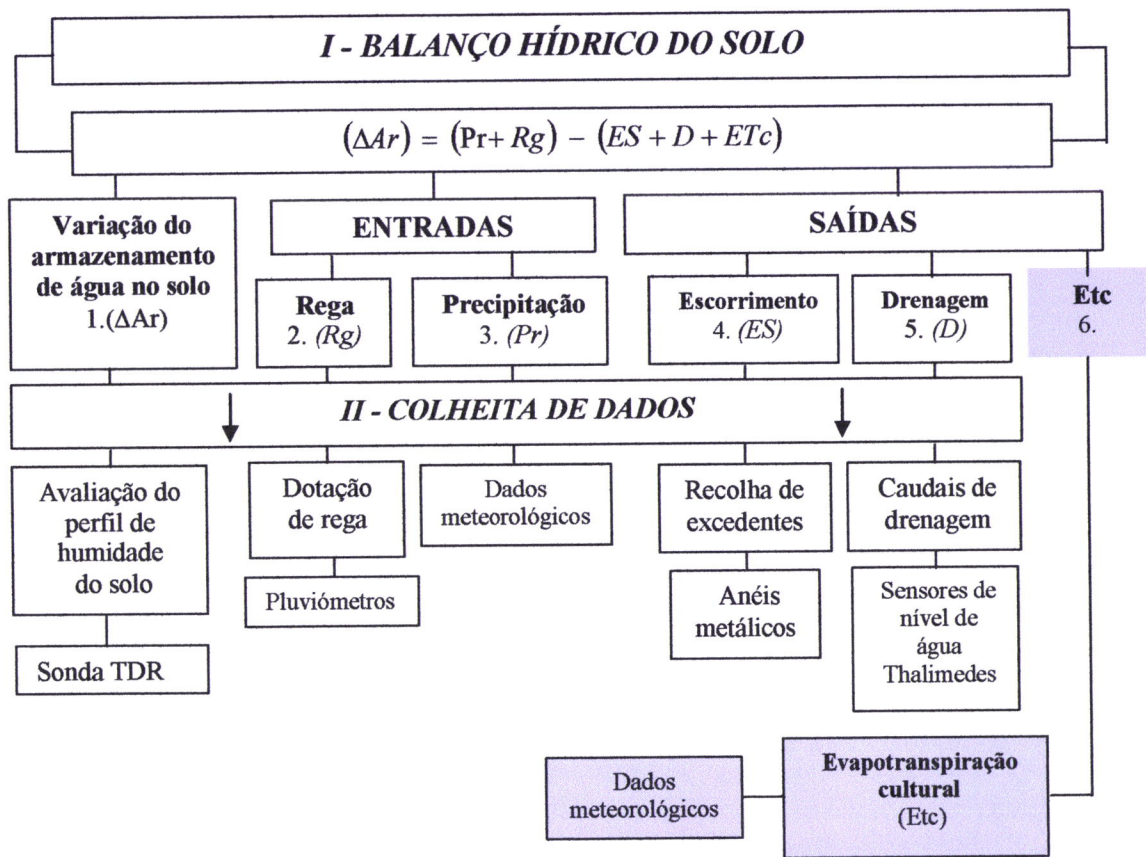 I - BALANÇO HÍDRICO DO SOLO
(ΔAr) = (Pr+ Rg) − (ES + D + ETc)
Variação do
armazenamento
de água no solo
1.(ΔAr)
ENTRADAS
SAÍDAS
Rega
2. (Rg)
Precipitação
3. (Pr)
Escorrimento
4. (ES)
Drenagem
5. (D)
Etc
6.
II - COLHEITA DE DADOS
Avaliação do
perfil de
humidade
do solo
Dotação
de rega
Dados
meteorológicos
Recolha de
excedentes
Caudais de
drenagem
Sonda TDR
Pluviómetros
Anéis
metálicos
Sensores de
nível de
água
Thalimedes
Dados
meteorológicos
Evapotranspiração
cultural
(Etc)